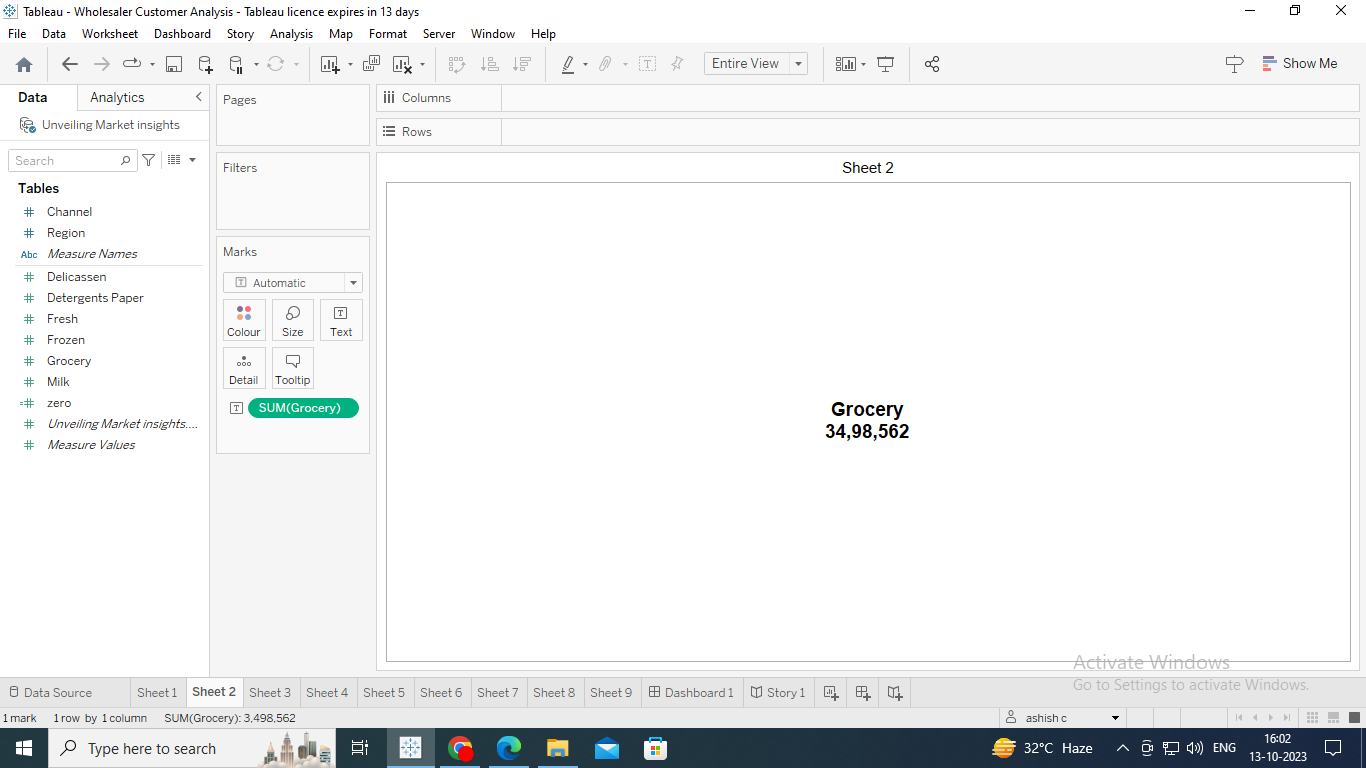 Tableau - Wholesaler Customer Analysis - Tableau licence expires in 13 days
File Data Worksheet Dashboard Story Analysis Map Format Server Window Help
Entire View
Show Me
Data Analytics
Unveiling Market insights
Search
Tables
Channel
Region
Abc Measure Names
Delicassen
Detergents Paper
Fresh
Frozen
Grocery
Milk
zero
Unveiling Market insights....
Measure Values
Pages
Filters
Marks
Automatic
Colour Size Text
Detail Tooltip
SUM(Grocery)
Columns
Rows
Sheet 2
Grocery
34,98,562
Activate Windows
Go to Settings to activate Windows.
Data Source Sheet 1 Sheet 2 Sheet 3 Sheet 4 Sheet 5 Sheet 6 Sheet 7 Sheet 8 Sheet 9 Dashboard 1 Story 1
1 mark 1 row by 1 column SUM(Grocery): 3,498,562
ashish c
Type here to search
32°C Haze
ENG
16:02
13-10-2023